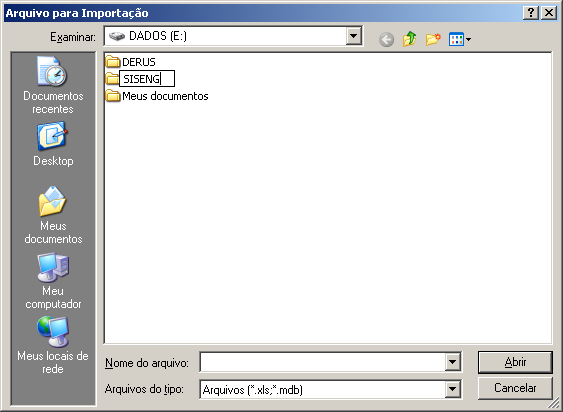 Arquivo para Importação
Examinar:
DADOS (E:)
DERUS
SISENG
Meus documentos
Documentos
recentes
Desktop
Meus
documentos
Meu
computador
Meus locais de
rede
Nome do arquivo:
Abrir
Arquivos do tipo:
Arquivos (*.xls;*.mdb)
Cancelar